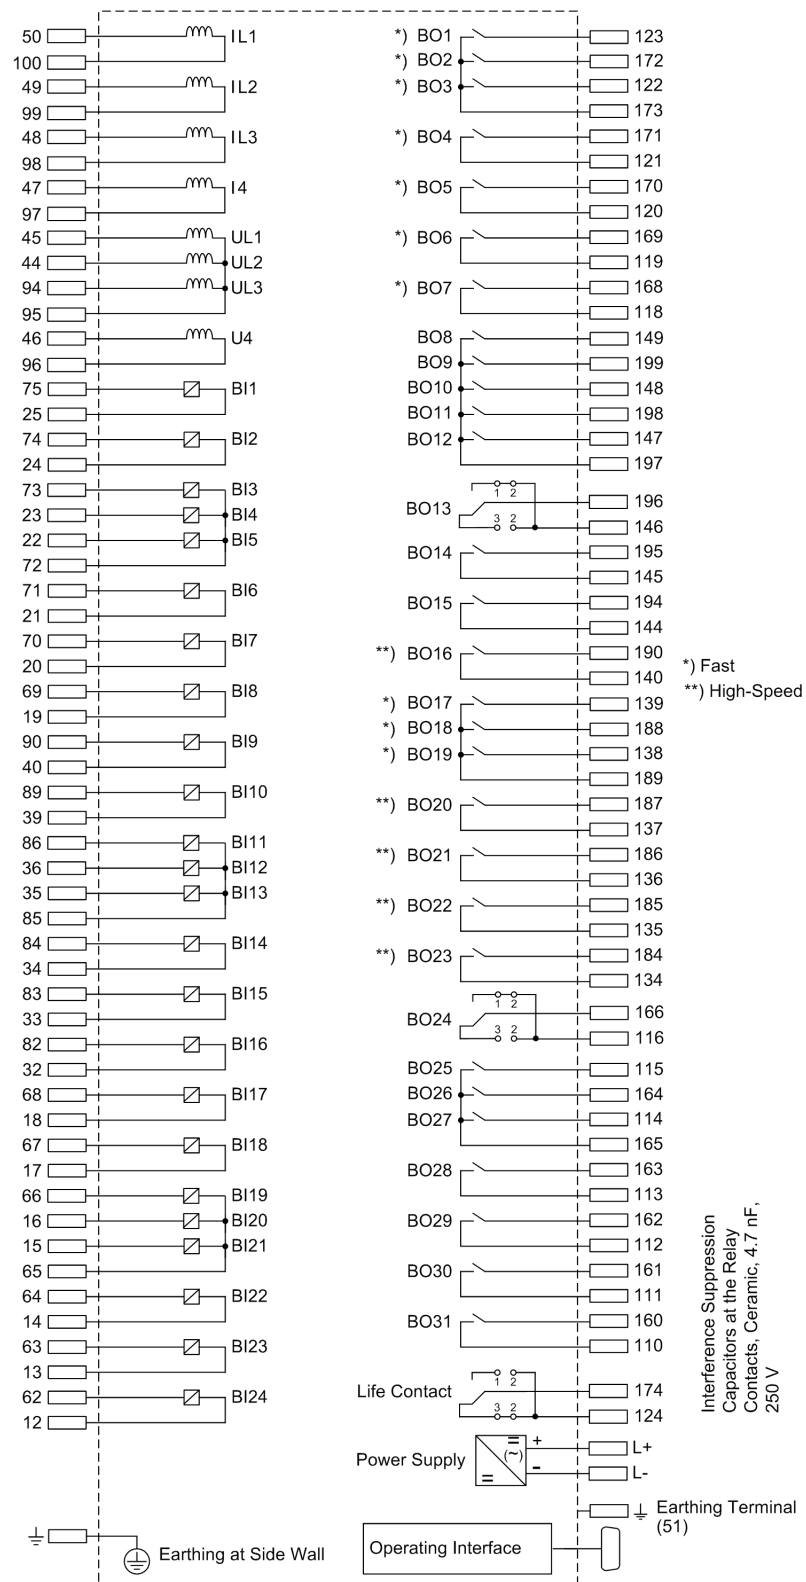 50 IL1 *) BO1 123
100 *) BO2 172
49 IL2 *) BO3 122
99 173
48 IL3 *) BO4 171
98 121
47 I4 *) BO5 170
97 120
45 UL1 *) BO6 169
44 UL2 119
94 UL3 *) BO7 168
95 118
46 U4 BO8 149
96 BO9 199
75 BI1 BO10 148
25 BO11 198
74 BI2 BO12 147
24 197
73 BI3 1 2 196
23 BI4 BO13 3 2 146
22 BI5 BO14 195
72 145
71 BI6 BO15 194
21 144
70 BI7 **) BO16 190
20 140 *) Fast
69 BI8 *) BO17 139 **) High-Speed
19 *) BO18 188
90 BI9 *) BO19 138
40 189
89 BI10 **) BO20 187
39 137
86 BI11 **) BO21 186
36 BI12 136
35 BI13 **) BO22 185
85 135
84 BI14 **) BO23 184
34 134
83 BI15 1 2 166
33 BO24
82 BI16 3 2 116
32 BO25 115
68 BI17 BO26 164
18 BO27 114
67 BI18 165
17 BO28 163
66 BI19 113
16 BI20 BO29 162
15 BI21 112
65 BO30 161
64 BI22 111
14 BO31 160
63 BI23 110
13 1 2
62 BI24 Life Contact 174
12 3 2 124
Power Supply = (~) = + - L+
L-
Earthing Terminal
(51)
Earthing at Side Wall
Operating Interface
Interference Suppression
Capacitors at the Relay
Contacts, Ceramic, 4.7 nF,
250 V